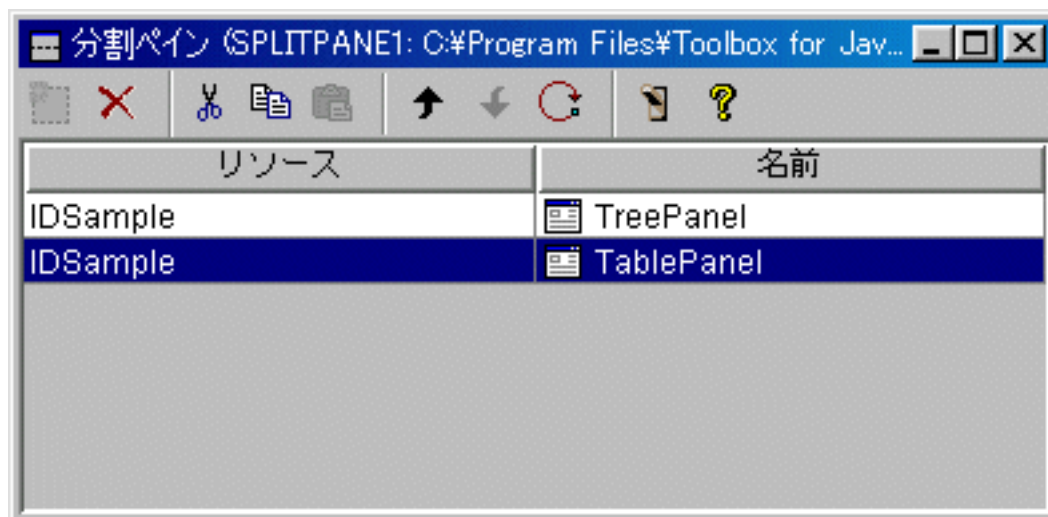 分割ペイン (SPLITPANE1: C:¥Program Files¥Toolbox for Jav...
リソース 名前
IDSample TreePanel
IDSample TablePanel